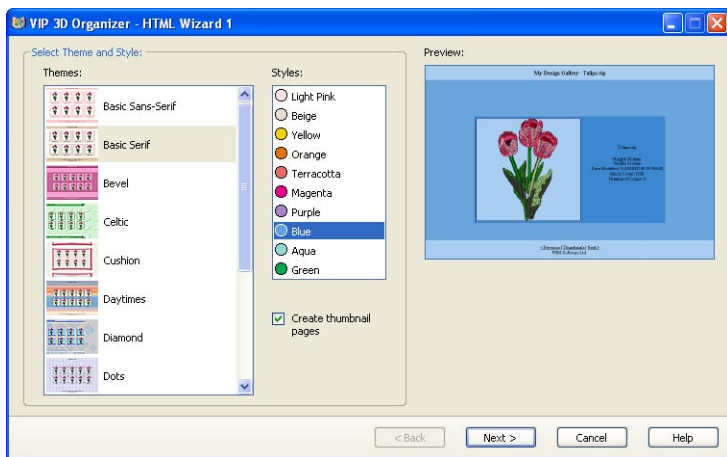 VIP 3D Organizer - HTML Wizard 1
Select Theme and Style:
Themes:
Basic Sans-Serif
Basic Serif
Bevel
Celtic
Cushion
Daytimes
Diamond
Dots
Styles:
Light Pink
Beige
Yellow
Orange
Terracotta
Magenta
Purple
Blue
Aqua
Green
Create thumbnail
pages
Preview:
My Design Gallery - Tulips.vip
Tulips.vip
< Back
Next >
Cancel
Help